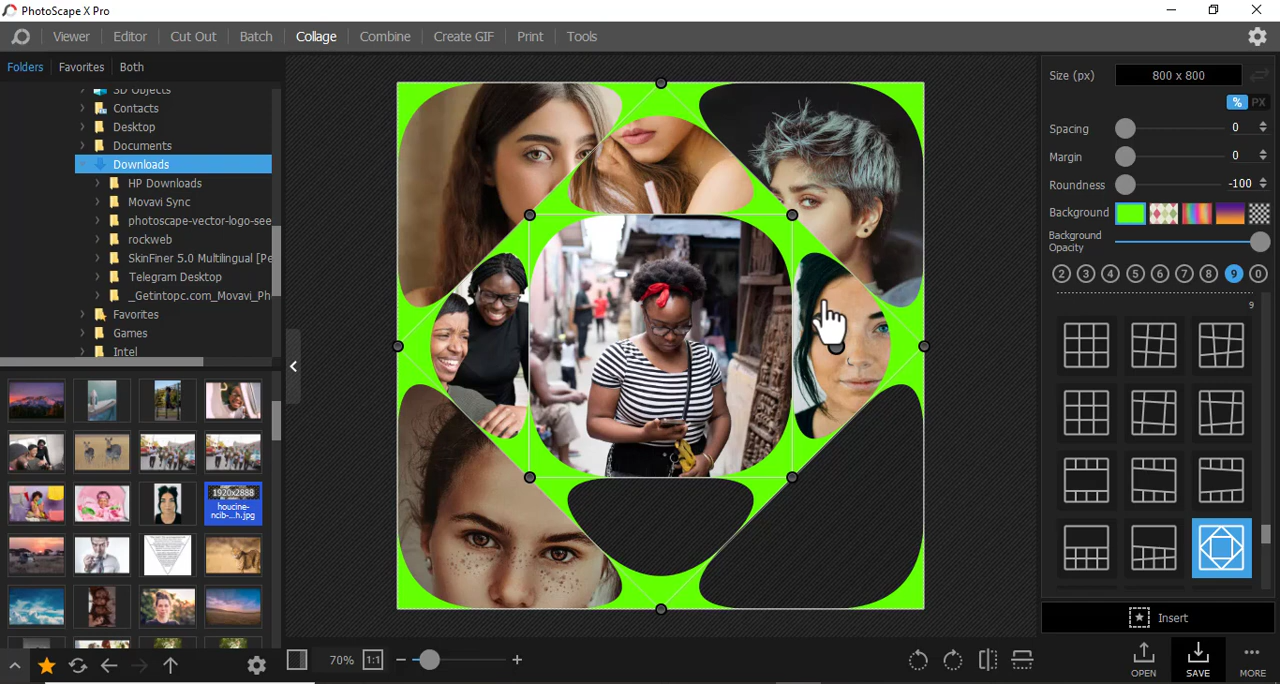 PhotoScape X Pro
Viewer Editor Cut Out Batch Collage Combine Create GIF Print Tools
Folders Favorites Both
3D Objects
Contacts
Desktop
Documents
Downloads
HP Downloads
Movavi Sync
photoscape-vector-logo-see
rockweb
SkinFiner 5.0 Multilingual [Pe
Telegram Desktop
_Getintopc.com_Movavi_Ph
Favorites
Games
Intel
1920x2888
houcine-
ncib-...h.jpg
70% 1:1
Size (px) 800 x 800
% PX
Spacing 0
Margin 0
Roundness -100
Background
Background
Opacity
2 3 4 5 6 7 8 9 0
9
Insert
OPEN SAVE MORE